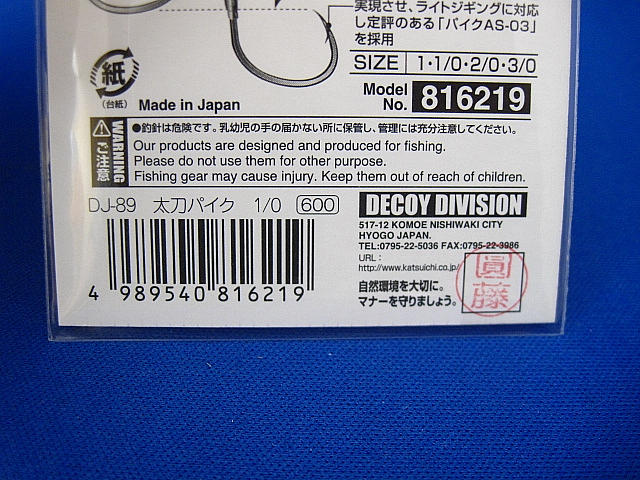 実現させ、ライトジギングに対応
し定評のある「パイクAS-03」
を採用
SIZE 1・1/0・2/0・3/0
紙
(台紙)
Made in Japan
Model No. 816219
WARNING
ご注意
●釣針は危険です。乳幼児の手の届かない所に保管し、管理には充分注意してください。
Our products are designed and produced for fishing.
Please do not use them for other purpose.
Fishing gear may cause injury. Keep them out of reach of children.
DJ-89 太刀パイク 1/0 600
DECOY DIVISION
517-12 KOMOE NISHIWAKI CITY
HYOGO JAPAN.
TEL:0795-22-5036 FAX:0795-22-3986
URL:
http://www.katsuichi.co.jp/
自然環境を大切に。
マナーを守りましょう。
圓藤
4 989540 816219